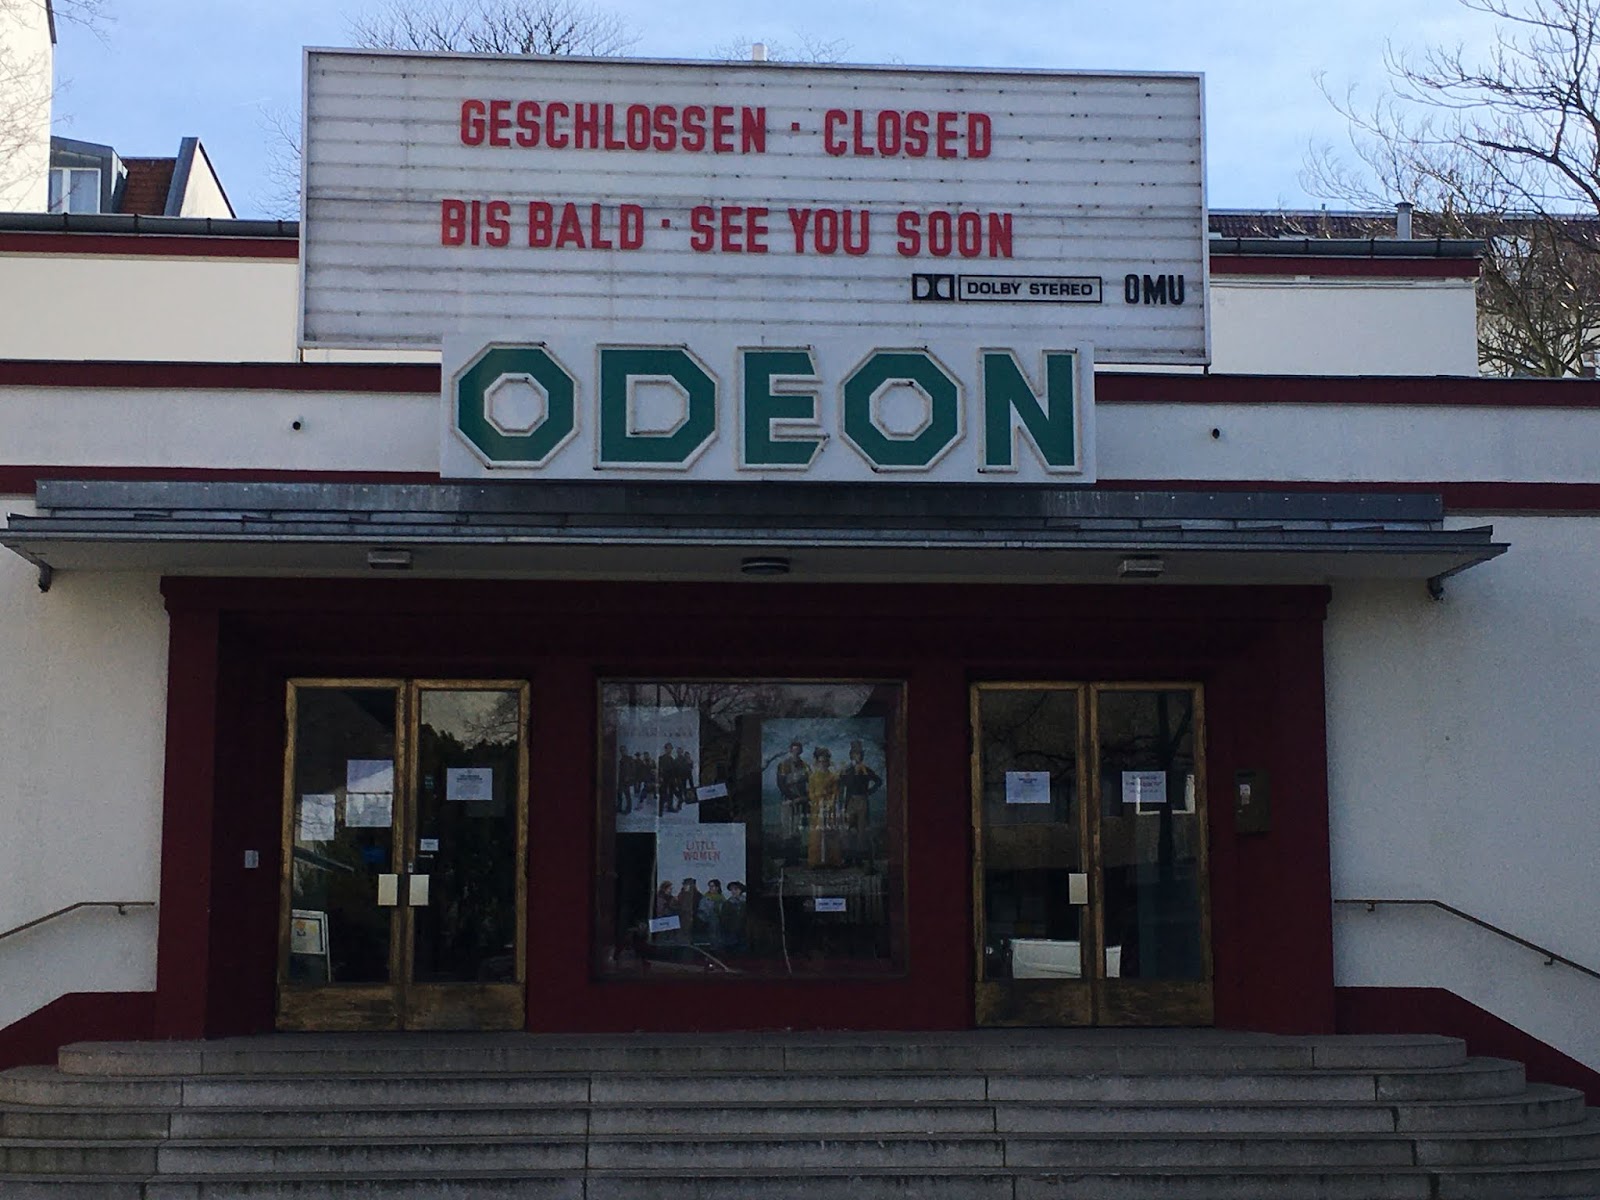 GESCHLOSSEN · CLOSED
BIS BALD · SEE YOU SOON
DOLBY STEREO OMU
ODEON
LITTLE
WOMEN